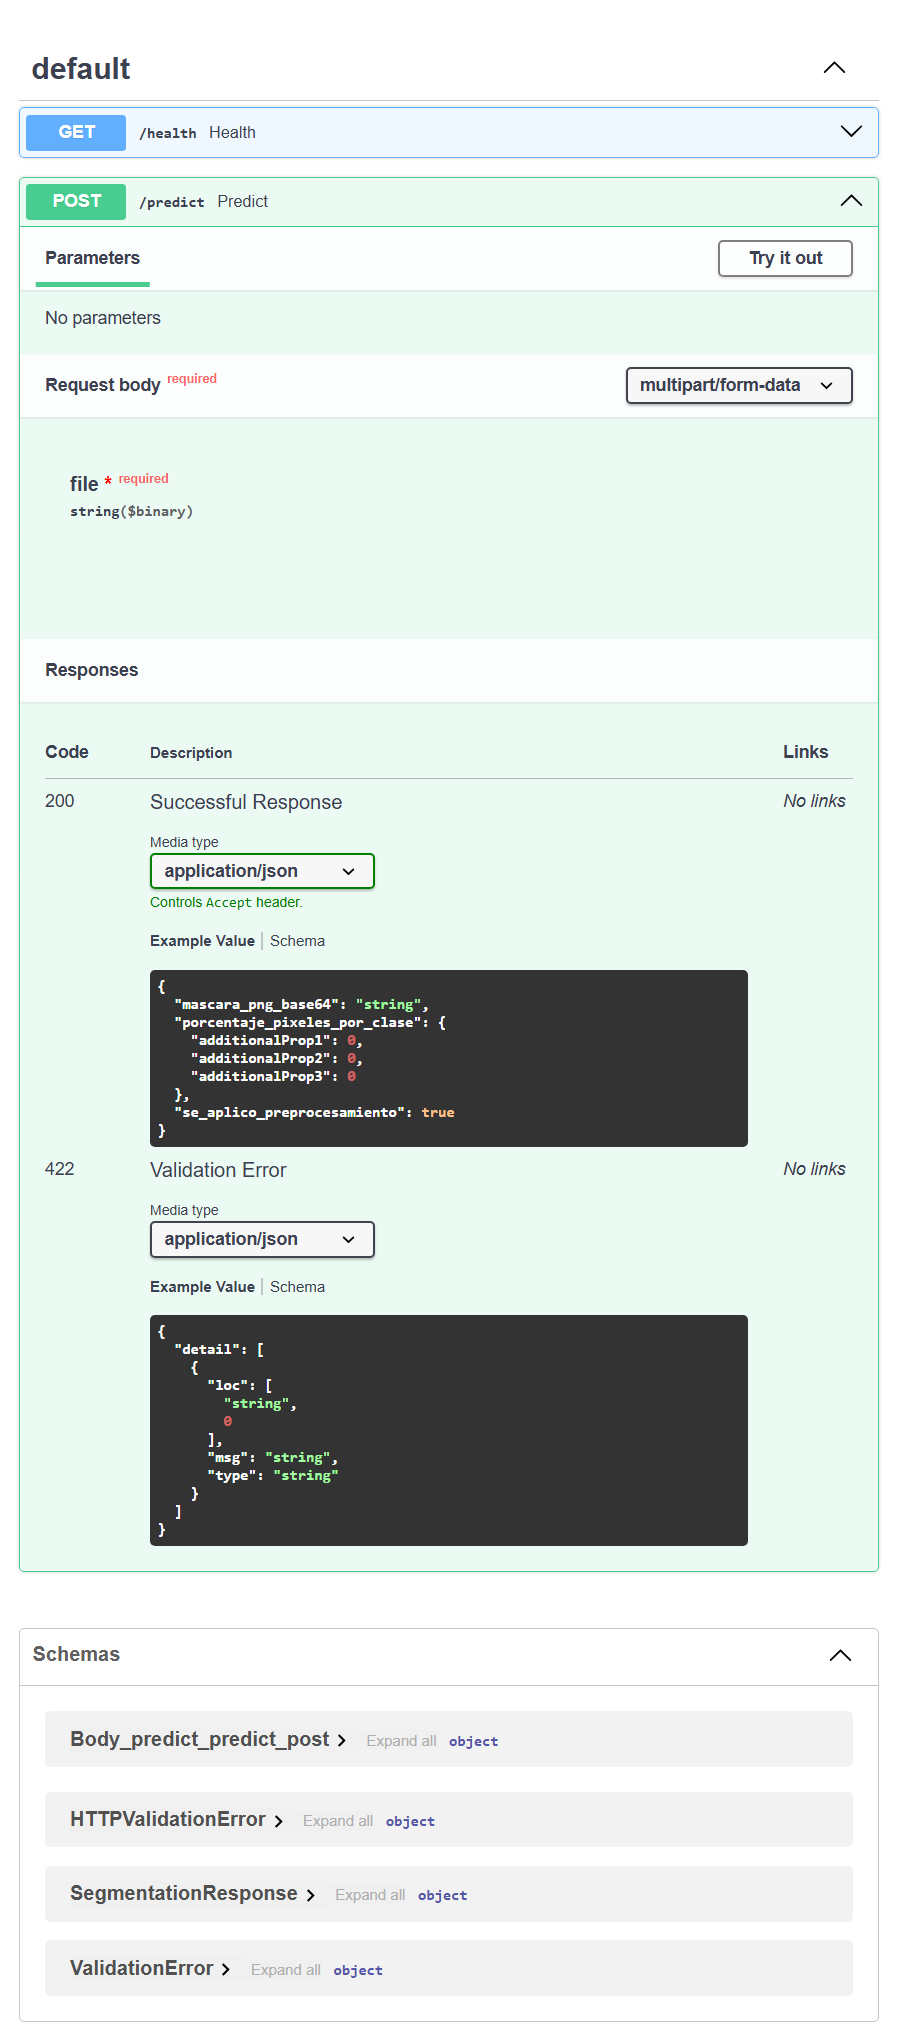 default
GET /health Health
POST /predict Predict
Parameters
Try it out
No parameters
Request body required
multipart/form-data
file * required
string($binary)
Responses
Code Description Links
200 Successful Response No links
Media type
application/json
Controls Accept header.
Example Value Schema
{
  "mascara_png_base64": "string",
  "porcentaje_pixeles_por_clase": {
    "additionalProp1": 0,
    "additionalProp2": 0,
    "additionalProp3": 0
  },
  "se_aplico_preprocesamiento": true
}
422 Validation Error No links
Media type
application/json
Example Value Schema
{
  "detail": [
    {
      "loc": [
        "string",
        0
      ],
      "msg": "string",
      "type": "string"
    }
  ]
}
Schemas
Body_predict_predict_post Expand all object
HTTPValidationError Expand all object
SegmentationResponse Expand all object
ValidationError Expand all object